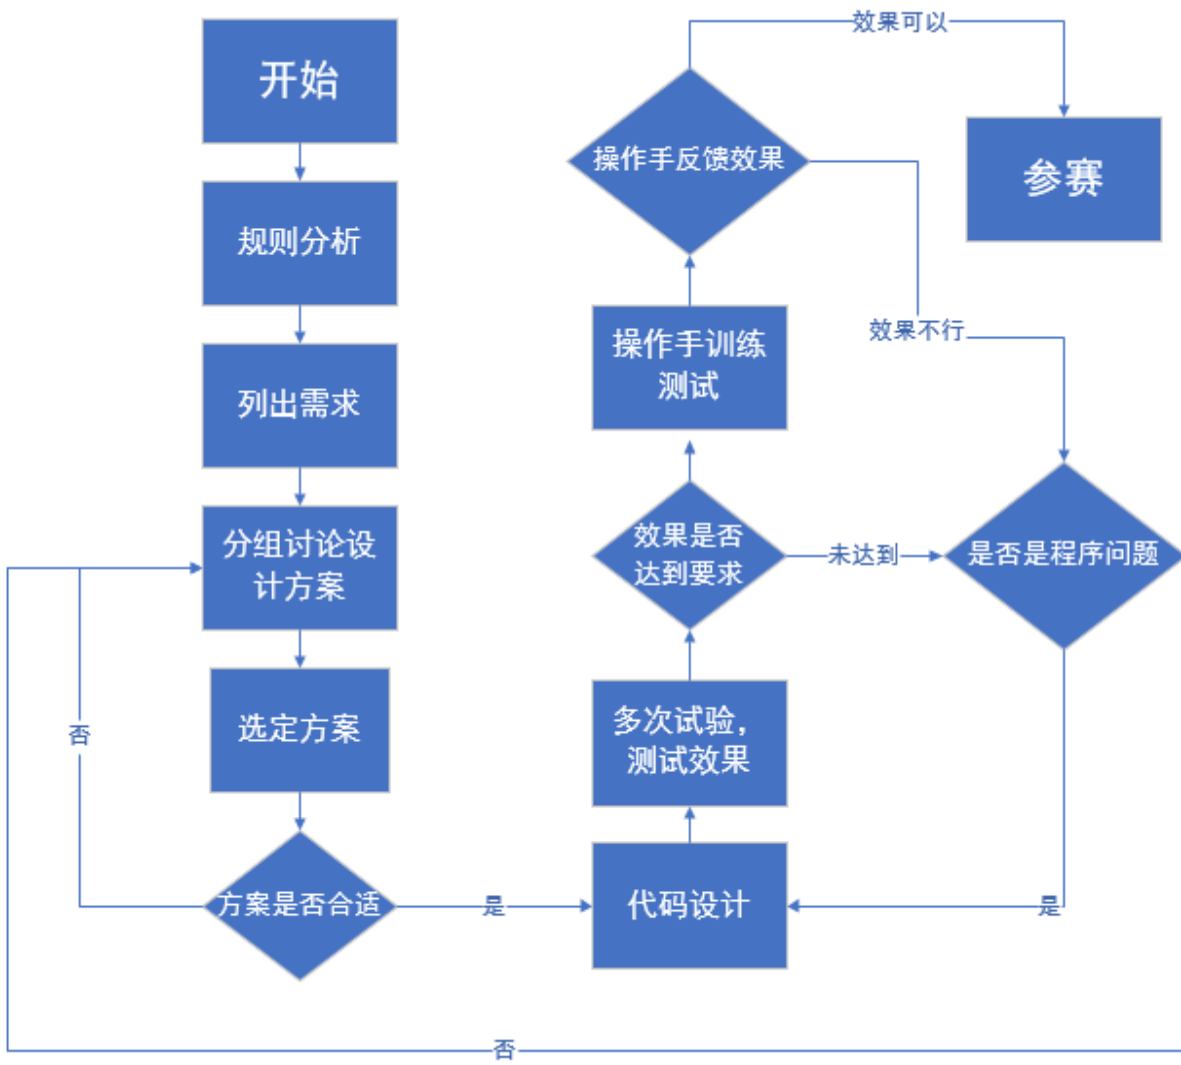 开始
规则分析
列出需求
分组讨论设
计方案
选定方案
否
方案是否合适
是
代码设计
多次试验，
测试效果
效果是否
达到要求
未达到
操作手训练
测试
操作手反馈效果
效果可以
参赛
效果不行
是否是程序问题
是
否